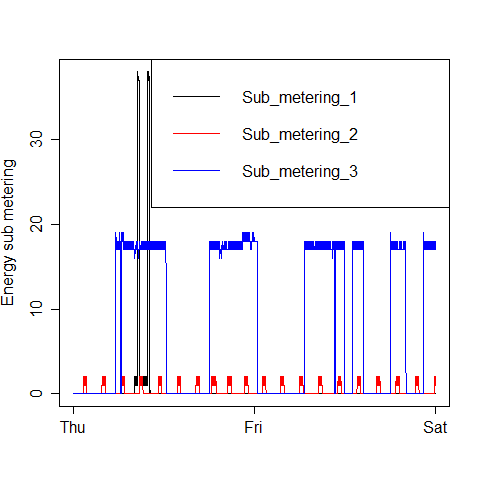 Sub_metering_1
Sub_metering_2
Sub_metering_3
Energy sub metering
30
20
10
0
Thu Fri Sat